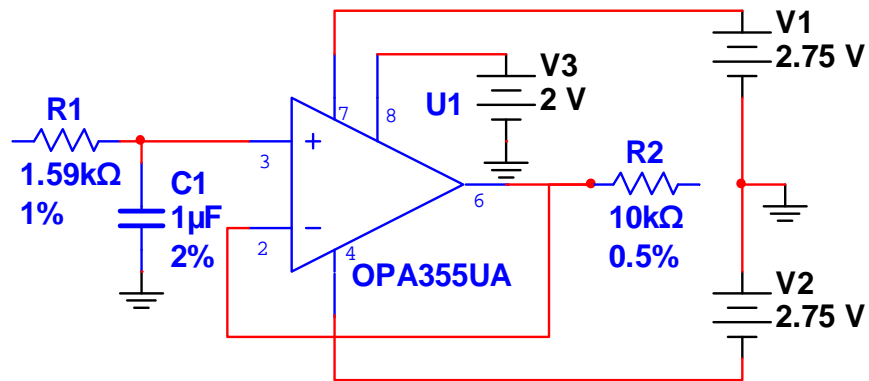 V1
2.75 V
V3
2 V
7
8
U1
R1
1.59kΩ
1%
3
+
C1
1µF
2%
2
−
6
4
OPA355UA
R2
10kΩ
0.5%
V2
2.75 V